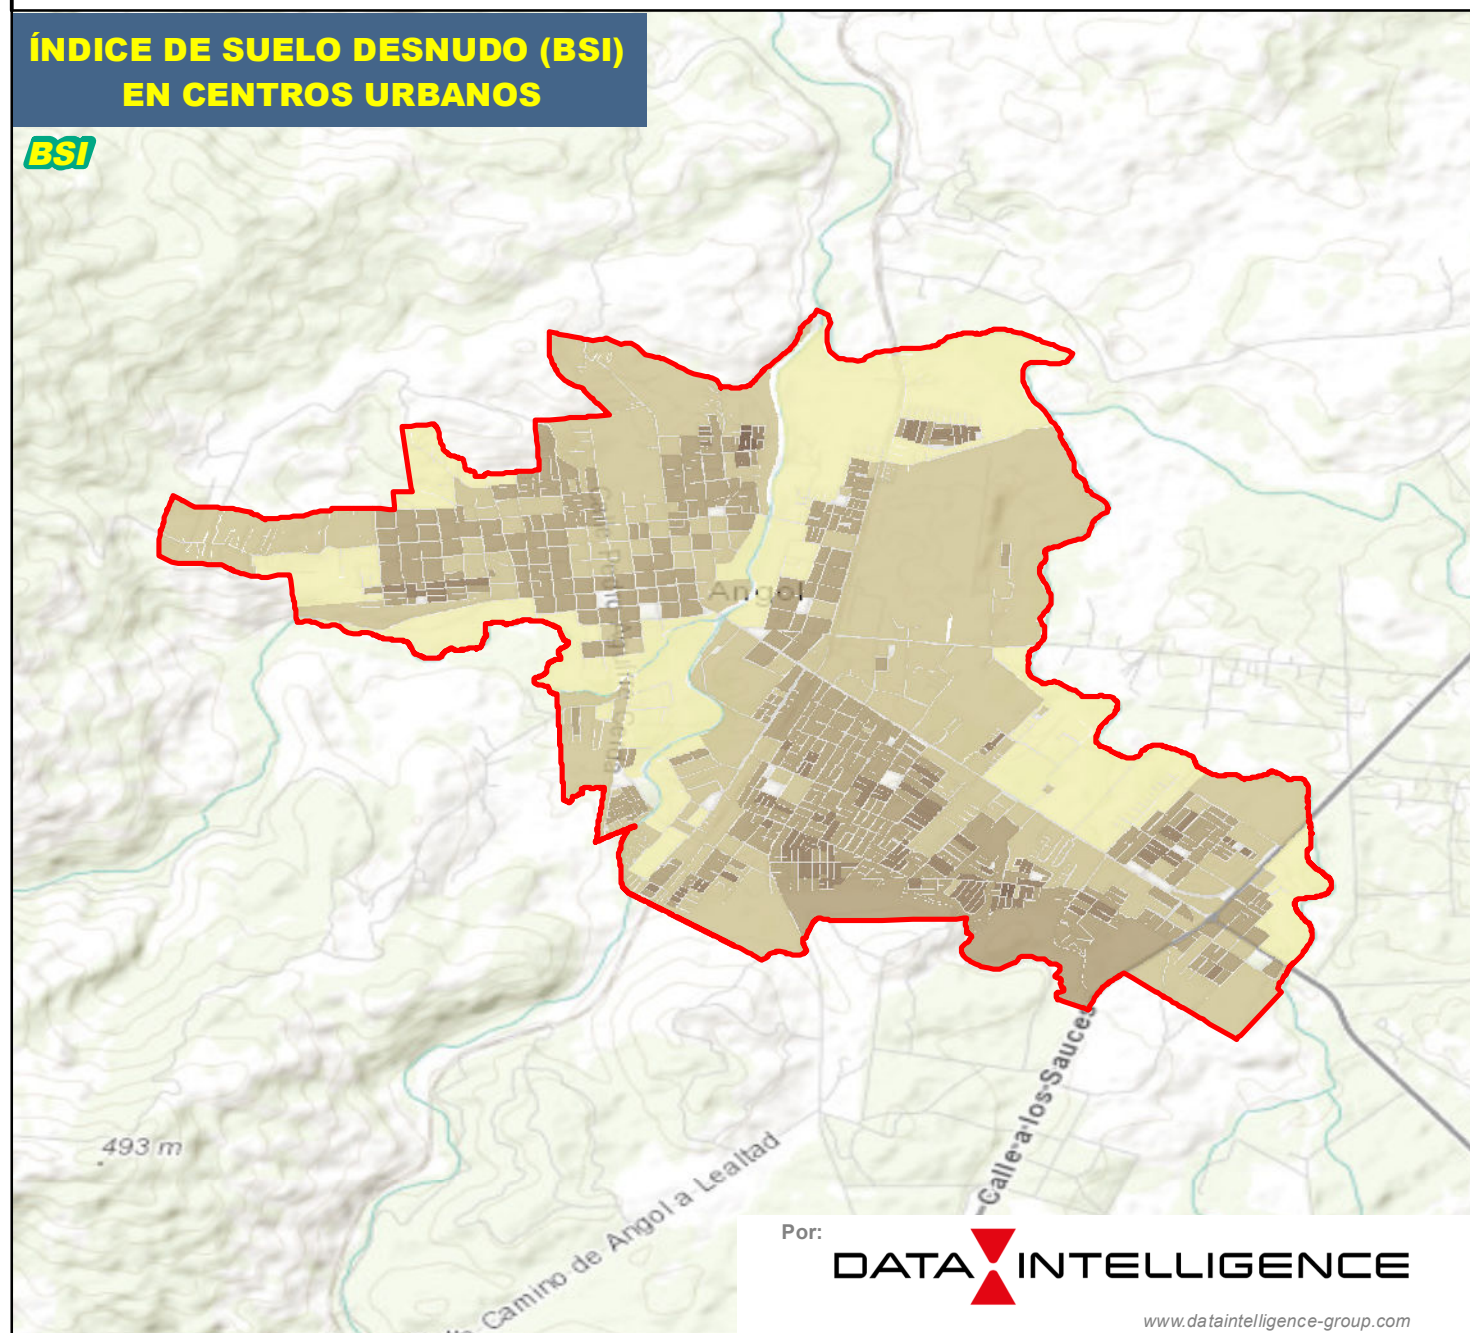 ÍNDICE DE SUELO DESNUDO (BSI)
EN CENTROS URBANOS
BSI
Angol
493 m
Calle a los Sauces
Camino de Angol a Lealtad
Por:
DATA INTELLIGENCE
www.dataintelligence-group.com